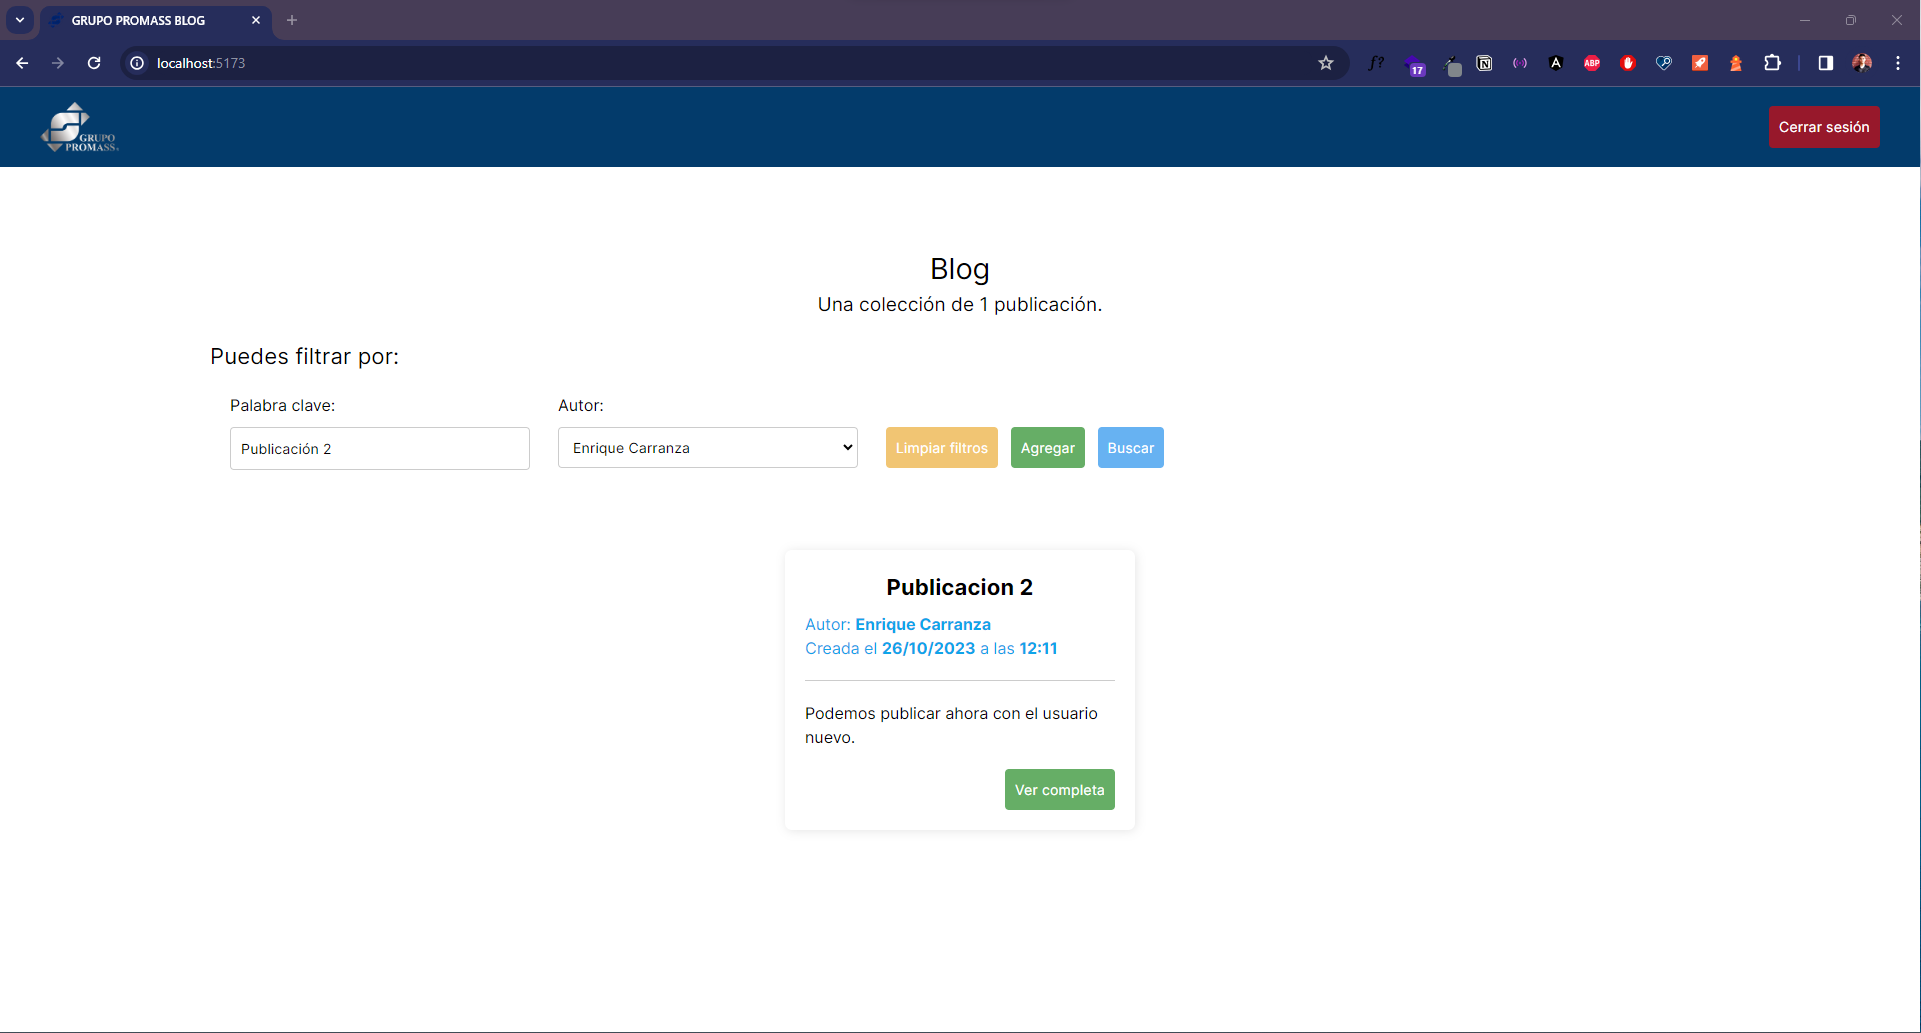 GRUPO PROMASS BLOG
localhost:5173
17
ABP
GRUPO
PROMASS
Cerrar sesión
Blog
Una colección de 1 publicación.
Puedes filtrar por:
Palabra clave:
Autor:
Publicación 2
Enrique Carranza
Limpiar filtros
Agregar
Buscar
Publicacion 2
Autor: Enrique Carranza
Creada el 26/10/2023 a las 12:11
Podemos publicar ahora con el usuario
nuevo.
Ver completa